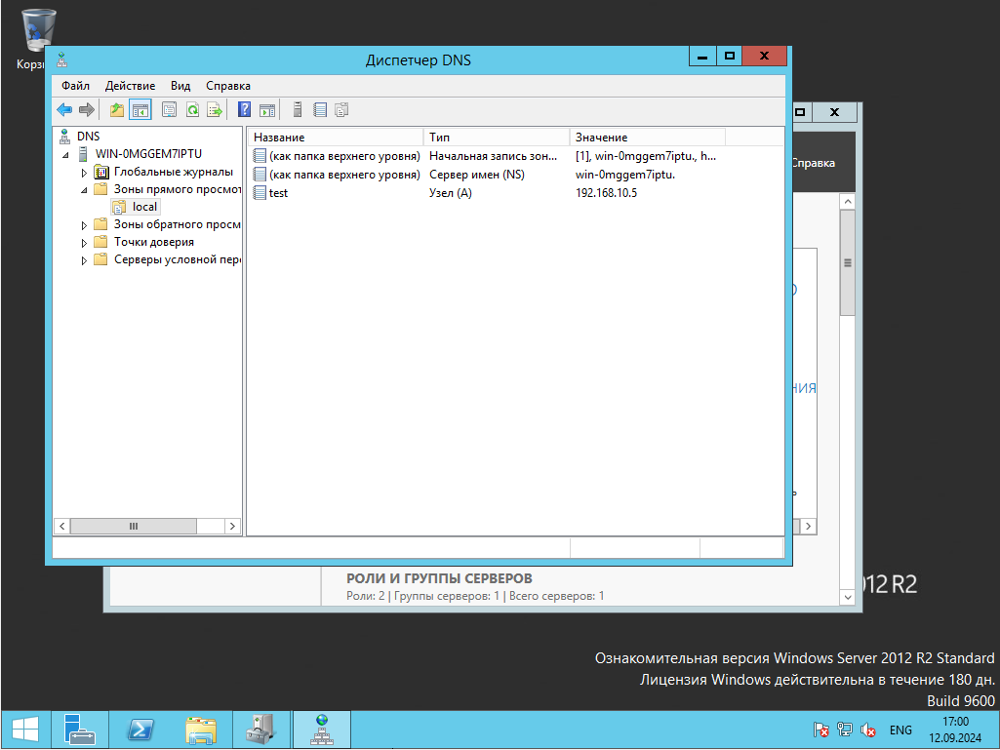 Диспетчер DNS
Файл Действие Вид Справка
DNS
WIN-0MGGEM7IPTU
Глобальные журналы
Зоны прямого просмот
local
Зоны обратного просм
Точки доверия
Серверы условной пер
Название Тип Значение
(как папка верхнего уровня) Начальная запись зон... [1], win-0mggem7iptu., h...
(как папка верхнего уровня) Сервер имен (NS) win-0mggem7iptu.
test Узел (A) 192.168.10.5
Справка
НИЯ
РОЛИ И ГРУППЫ СЕРВЕРОВ
Роли: 2 | Группы серверов: 1 | Всего серверов: 1
012 R2
Ознакомительная версия Windows Server 2012 R2 Standard
Лицензия Windows действительна в течение 180 дн.
Build 9600
ENG
17:00
12.09.2024